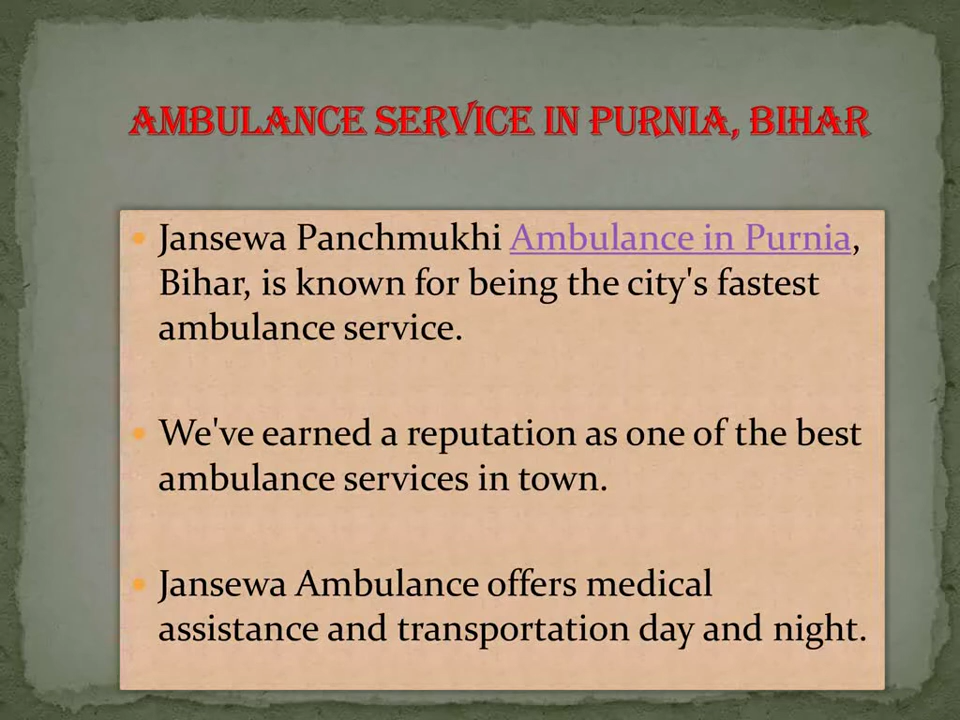 AMBULANCE SERVICE IN PURNIA, BIHAR
Jansewa Panchmukhi Ambulance in Purnia,
Bihar, is known for being the city's fastest
ambulance service.
We've earned a reputation as one of the best
ambulance services in town.
Jansewa Ambulance offers medical
assistance and transportation day and night.